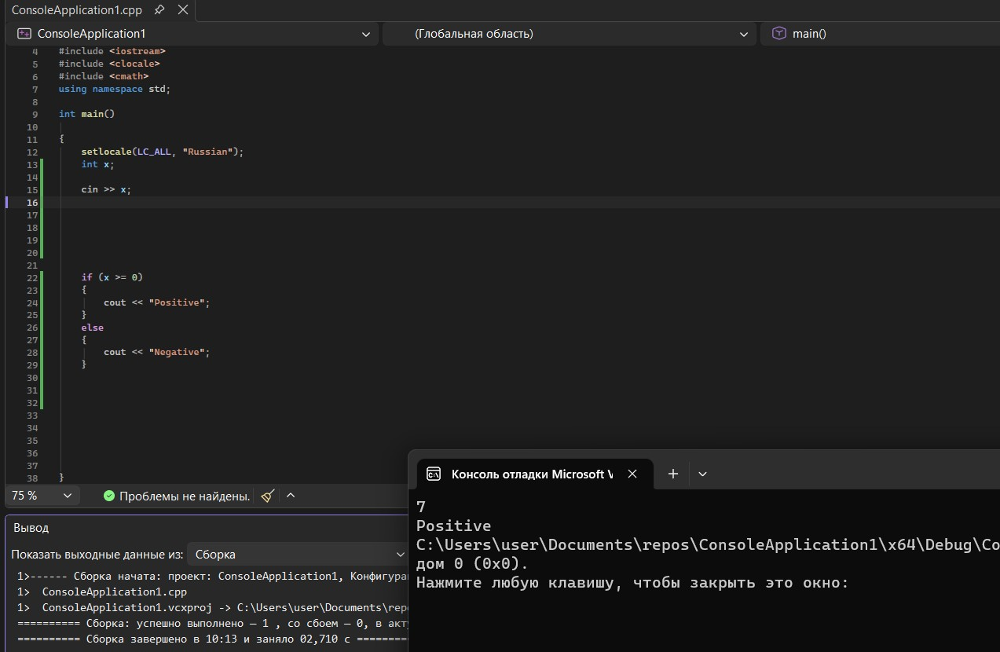 ConsoleApplication1.cpp
ConsoleApplication1
(Глобальная область)
main()
4 #include <iostream>
5 #include <clocale>
6 #include <cmath>
7 using namespace std;
8
9 int main()
10
11 {
12 setlocale(LC_ALL, "Russian");
13 int x;
14
15 cin >> x;
16
17
18
19
20
21
22 if (x >= 0)
23 {
24 cout << "Positive";
25 }
26 else
27 {
28 cout << "Negative";
29 }
30
31
32
33
34
35
36
37
38 }
75 %
Проблемы не найдены.
Вывод
Показать выходные данные из: Сборка
1>------ Сборка начата: проект: ConsoleApplication1,
1> ConsoleApplication1.cpp
1> ConsoleApplication1.vcxproj -> C:\Users\user\Documents\
========== Сборка: успешно выполнено — 1 , со сбоем — 0, в
========== Сборка завершено в 10:13 и заняло 02,710 с =========
Консоль отладки Microsoft
7
Positive
C:\Users\user\Documents\repos\ConsoleApplication1\x64\Debug\Co
дом 0 (0x0).
Нажмите любую клавишу, чтобы закрыть это окно: